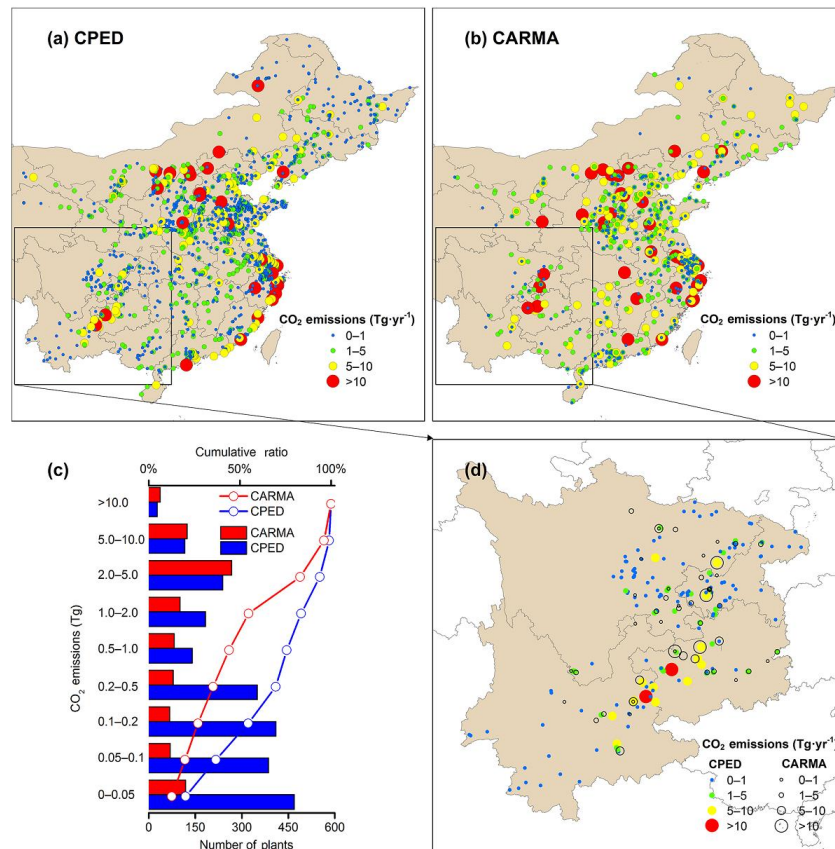 (a) CPED
CO₂ emissions (Tg·yr⁻¹)
0–1
1–5
5–10
>10
(b) CARMA
CO₂ emissions (Tg·yr⁻¹)
0–1
1–5
5–10
>10
(c)
Cumulative ratio
0% 50% 100%
CARMA
CPED
CARMA
CPED
CO₂ emissions (Tg)
>10.0
5.0–10.0
2.0–5.0
1.0–2.0
0.5–1.0
0.2–0.5
0.1–0.2
0.05–0.1
0–0.05
0 150 300 450 600
Number of plants
(d)
CO₂ emissions (Tg·yr⁻¹)
CPED CARMA
0–1 0–1
1–5 1–5
5–10 5–10
>10 >10